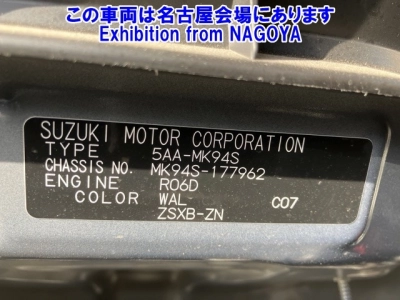 この車両は名古屋会場にあります
Exhibition from NAGOYA
SUZUKI MOTOR CORPORATION
TYPE 5AA-MK94S
CHASSIS NO. MK94S-177962
ENGINE R06D
COLOR WAL- C07
ZSXB-ZN